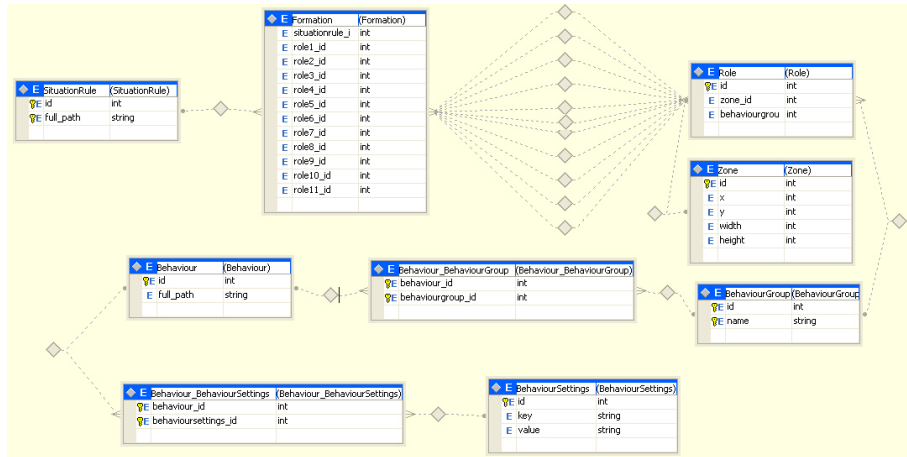 E Formation (Formation)
E situationrule_i int
E role1_id int
E role2_id int
E role3_id int
E role4_id int
E role5_id int
E role6_id int
E role7_id int
E role8_id int
E role9_id int
E role10_id int
E role11_id int
E SituationRule (SituationRule)
E id int
E full_path string
E Role (Role)
E id int
E zone_id int
E behaviourgrou int
E Zone (Zone)
E id int
E x int
E y int
E width int
E height int
E Behaviour (Behaviour)
E id int
E full_path string
E Behaviour_BehaviourGroup (Behaviour_BehaviourGroup)
E behaviour_id int
E behaviourgroup_id int
E BehaviourGroup (BehaviourGroup
E id int
E name string
E Behaviour_BehaviourSettings (Behaviour_BehaviourSettings)
E behaviour_id int
E behavioursettings_id int
E BehaviourSettings (BehaviourSettings)
E id int
E key string
E value string